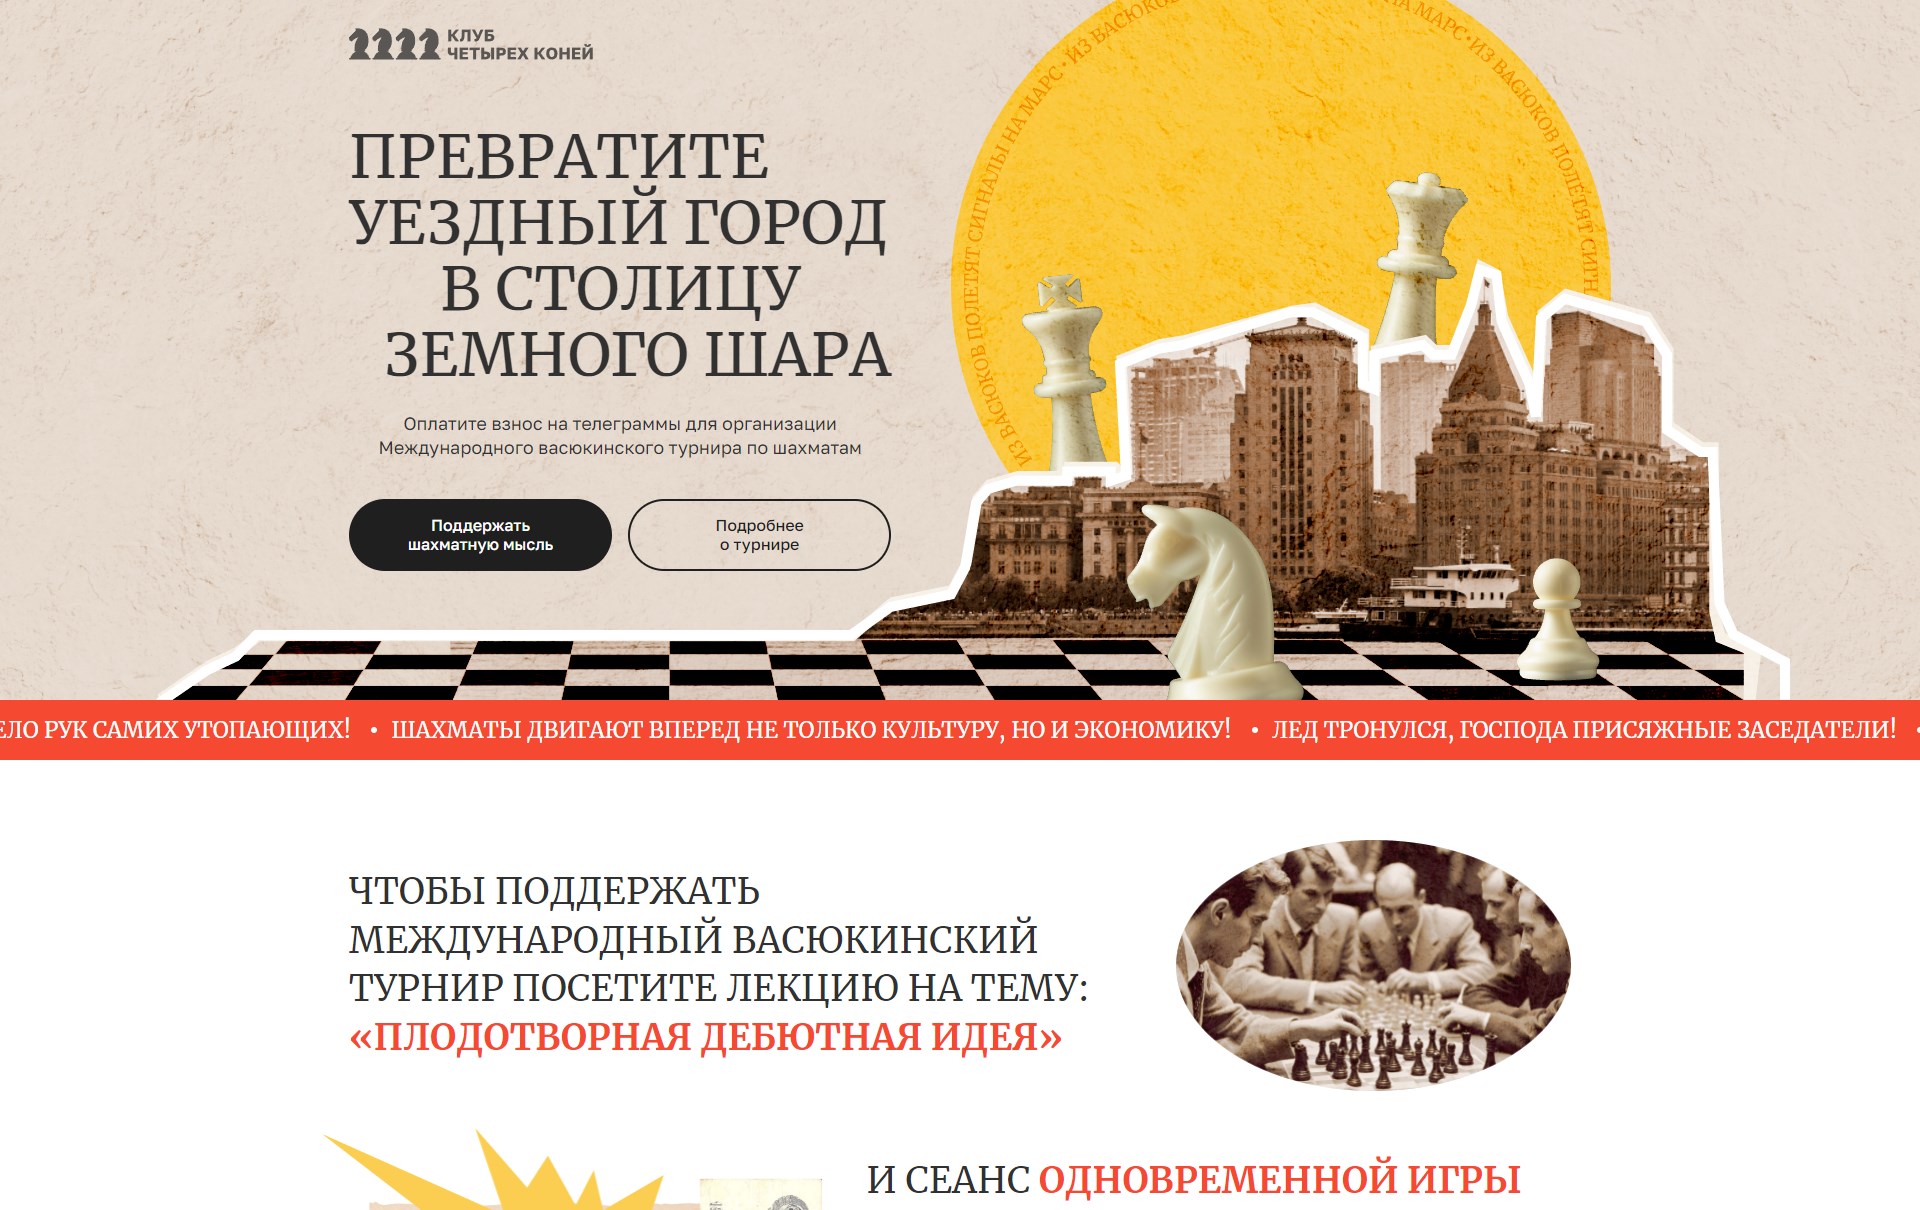 КЛУБ
ЧЕТЫРЕХ КОНЕЙ
ИЗ ВАСЮКОВ ПОЛЕТЯТ СИГНАЛЫ НА МАРС • ИЗ ВАСЮКОВ
НА МАРС • ИЗ ВАСЮКОВ ПОЛЕТЯТ СИГН
ПРЕВРАТИТЕ
УЕЗДНЫЙ ГОРОД
В СТОЛИЦУ
ЗЕМНОГО ШАРА
Оплатите взнос на телеграммы для организации
Международного васюкинского турнира по шахматам
Поддержать
шахматную мысль
Подробнее
о турнире
ЕЛО РУК САМИХ УТОПАЮЩИХ! • ШАХМАТЫ ДВИГАЮТ ВПЕРЕД НЕ ТОЛЬКО КУЛЬТУРУ, НО И ЭКОНОМИКУ! • ЛЕД ТРОНУЛСЯ, ГОСПОДА ПРИСЯЖНЫЕ ЗАСЕДАТЕЛИ! •
ЧТОБЫ ПОДДЕРЖАТЬ
МЕЖДУНАРОДНЫЙ ВАСЮКИНСКИЙ
ТУРНИР ПОСЕТИТЕ ЛЕКЦИЮ НА ТЕМУ:
«ПЛОДОТВОРНАЯ ДЕБЮТНАЯ ИДЕЯ»
И СЕАНС ОДНОВРЕМЕННОЙ ИГРЫ